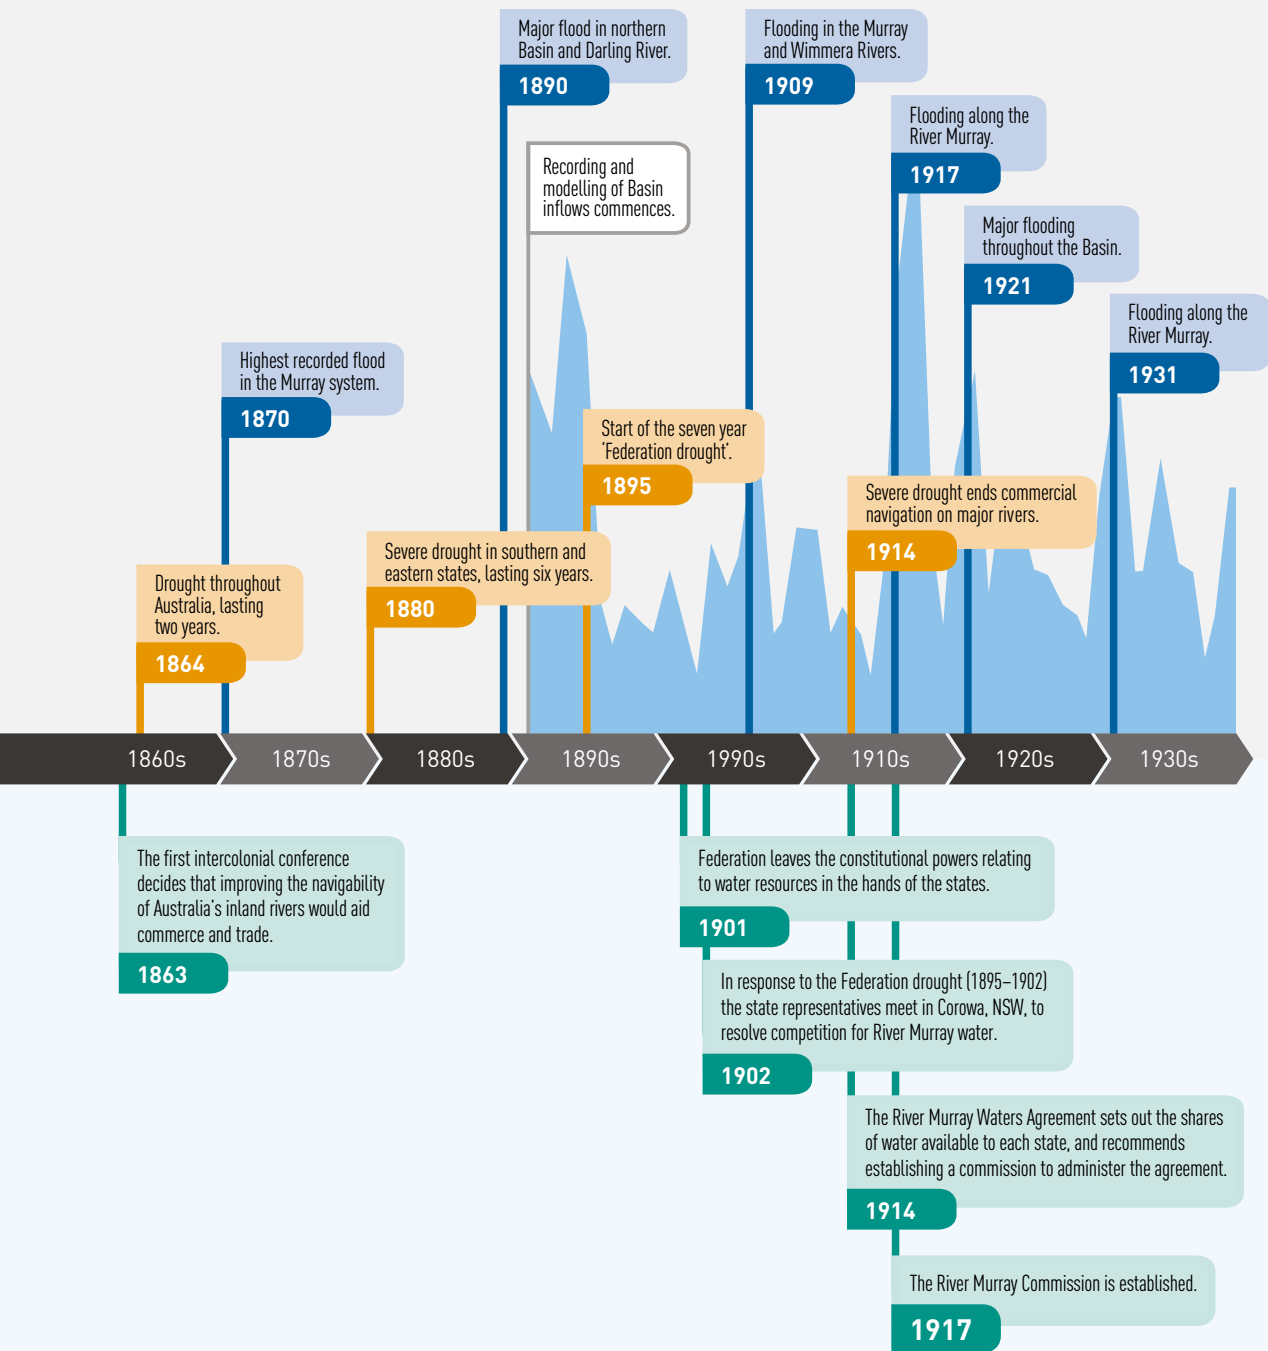 Major flood in northern
Basin and Darling River.
1890
Flooding in the Murray
and Wimmera Rivers.
1909
Flooding along the
River Murray.
1917
Recording and
modelling of Basin
inflows commences.
Major flooding
throughout the Basin.
1921
Flooding along the
River Murray.
1931
Highest recorded flood
in the Murray system.
1870
Start of the seven year
‘Federation drought’.
1895
Severe drought ends commercial
navigation on major rivers.
1914
Severe drought in southern and
eastern states, lasting six years.
1880
Drought throughout
Australia, lasting
two years.
1864
1860s
1870s
1880s
1890s
1990s
1910s
1920s
1930s
The first intercolonial conference
decides that improving the navigability
of Australia’s inland rivers would aid
commerce and trade.
1863
Federation leaves the constitutional powers relating
to water resources in the hands of the states.
1901
In response to the Federation drought (1895–1902)
the state representatives meet in Corowa, NSW, to
resolve competition for River Murray water.
1902
The River Murray Waters Agreement sets out the shares
of water available to each state, and recommends
establishing a commission to administer the agreement.
1914
The River Murray Commission is established.
1917